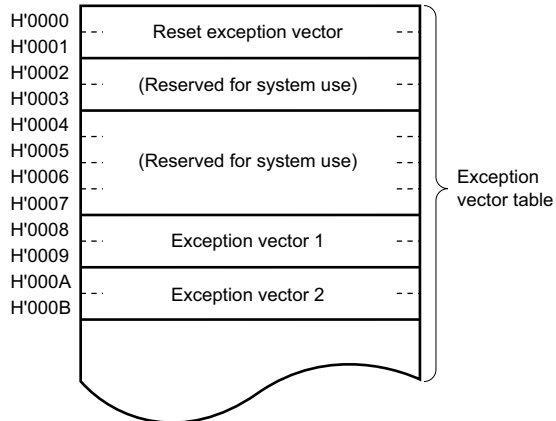 H'0000
H'0001
Reset exception vector
H'0002
H'0003
(Reserved for system use)
H'0004
H'0005
H'0006
H'0007
(Reserved for system use)
H'0008
H'0009
Exception vector 1
H'000A
H'000B
Exception vector 2
Exception
vector table